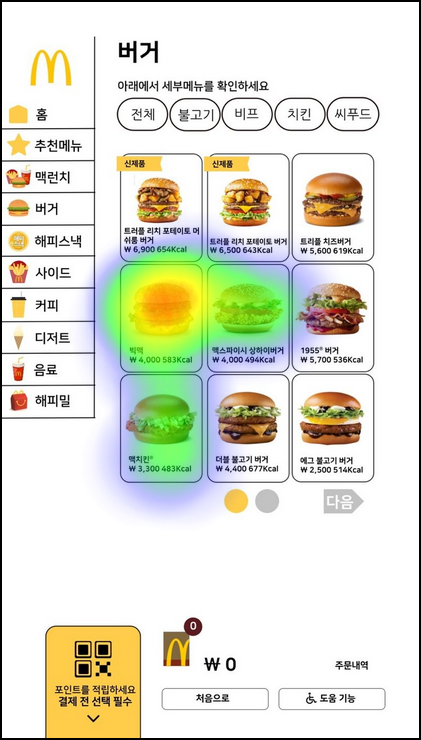 버거
아래에서 세부메뉴를 확인하세요
전체
불고기
비프
치킨
씨푸드
홈
추천메뉴
맥런치
버거
해피스낵
사이드
커피
디저트
음료
해피밀
신제품
트러플 리치 포테이토 머
쉬룸 버거
₩ 6,900 654Kcal
신제품
트러플 리치 포테이토 버거
₩ 6,500 643Kcal
트리플 치즈버거
₩ 5,600 619Kcal
빅맥
₩ 4,000 583Kcal
맥스파이시 상하이버거
₩ 4,000 494Kcal
1955® 버거
₩ 5,700 536Kcal
맥치킨®
₩ 3,300 483Kcal
더블 불고기 버거
₩ 4,400 677Kcal
에그 불고기 버거
₩ 2,500 514Kcal
다음
포인트를 적립하세요
결제 전 선택 필수
0
₩ 0
주문내역
처음으로
도움 기능